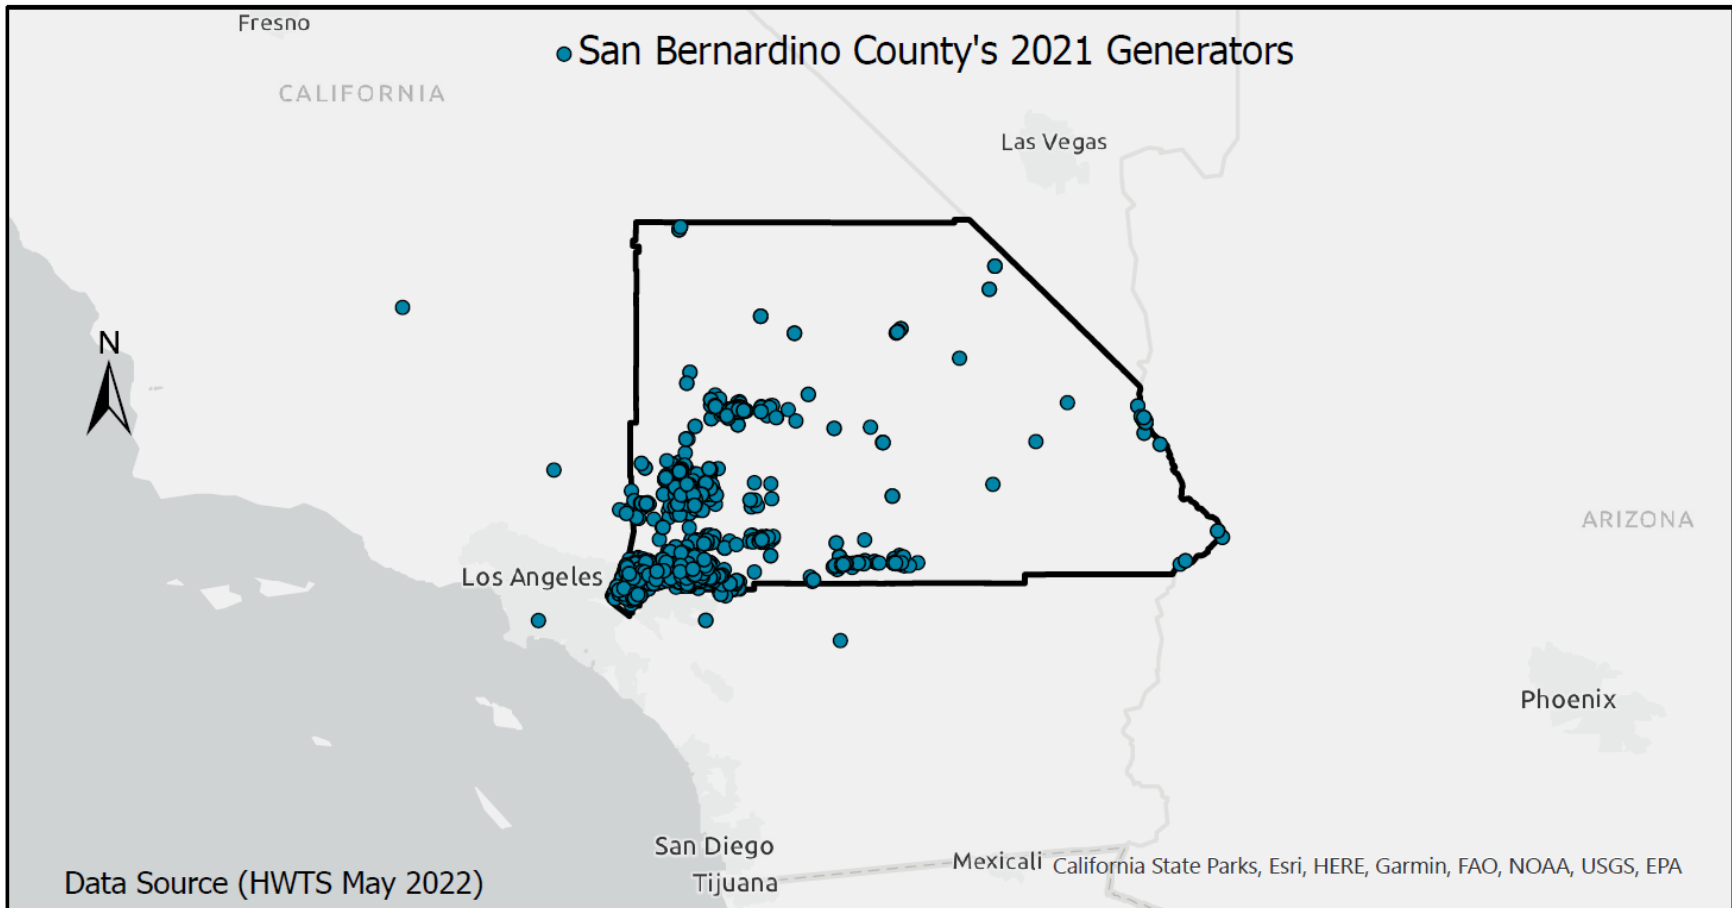 Fresno
San Bernardino County's 2021 Generators
CALIFORNIA
Las Vegas
N
ARIZONA
Los Angeles
Phoenix
San Diego
Mexicali
California State Parks, Esri, HERE, Garmin, FAO, NOAA, USGS, EPA
Data Source (HWTS May 2022)
Tijuana